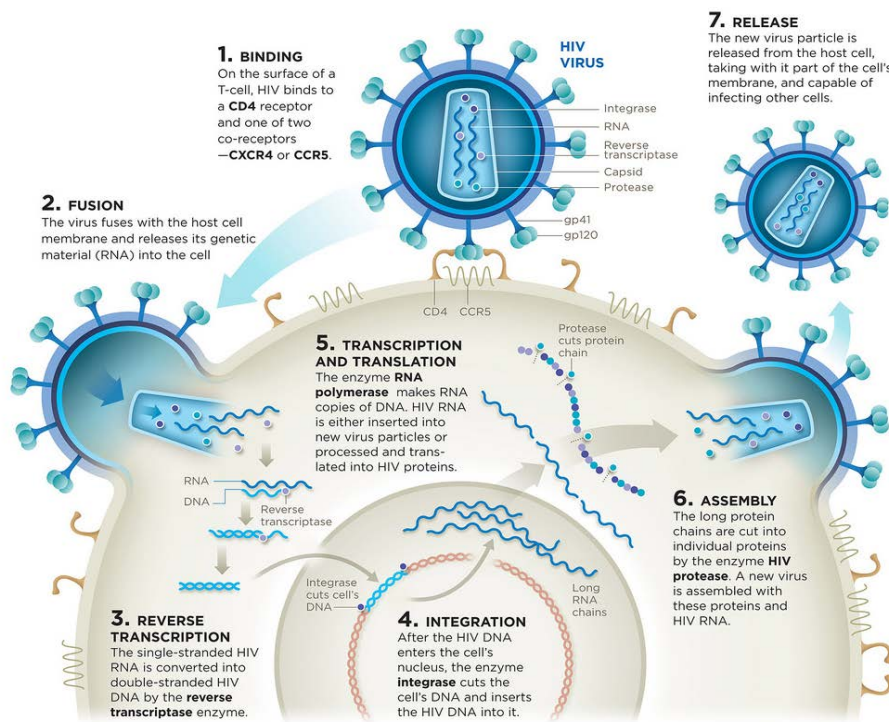 1. BINDING
On the surface of a
T-cell, HIV binds to
a CD4 receptor
and one of two
co-receptors
—CXCR4 or CCR5.
HIV
VIRUS
Integrase
RNA
Reverse
transcriptase
Capsid
Protease
gp41
gp120
7. RELEASE
The new virus particle is
released from the host cell,
taking with it part of the cell's
membrane, and capable of
infecting other cells.
2. FUSION
The virus fuses with the host cell
membrane and releases its genetic
material (RNA) into the cell
CD4 CCR5
5. TRANSCRIPTION
AND TRANSLATION
The enzyme RNA
polymerase makes RNA
copies of DNA. HIV RNA
is either inserted into
new virus particles or
processed and trans-
lated into HIV proteins.
Protease
cuts protein
chain
RNA
DNA
Reverse
transcriptase
3. REVERSE
TRANSCRIPTION
The single-stranded HIV
RNA is converted into
double-stranded HIV
DNA by the reverse
transcriptase enzyme.
Integrase
cuts cell's
DNA
4. INTEGRATION
After the HIV DNA
enters the cell's
nucleus, the enzyme
integrase cuts the
cell's DNA and inserts
the HIV DNA into it.
Long
RNA
chains
6. ASSEMBLY
The long protein
chains are cut into
individual proteins
by the enzyme HIV
protease. A new virus
is assembled with
these proteins and
HIV RNA.